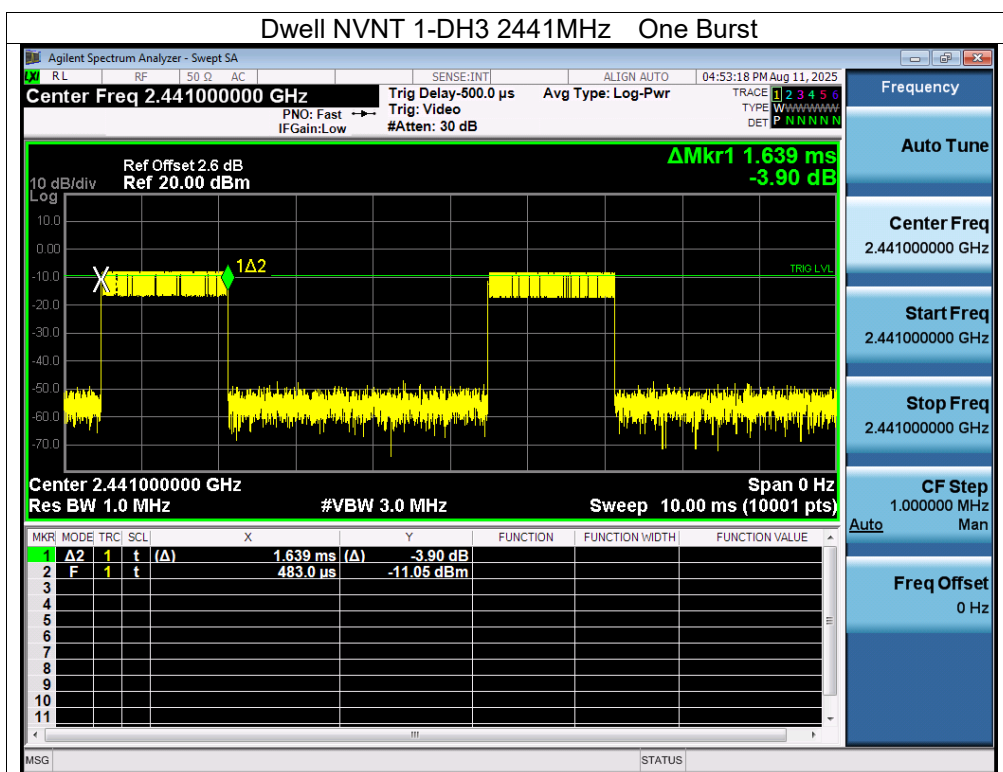 Dwell NVNT 1-DH3 2441MHz One Burst
Agilent Spectrum Analyzer - Swept SA
LXI RL RF 50 Ω AC SENSE:INT ALIGN AUTO 04:53:18 PM Aug 11, 2025
Center Freq 2.441000000 GHz Trig Delay-500.0 µs Avg Type: Log-Pwr TRACE 1 2 3 4 5 6
PNO: Fast Trig: Video TYPE WWWWWW
IFGain:Low #Atten: 30 dB DET P N N N N N
ΔMkr1 1.639 ms
-3.90 dB
Ref Offset 2.6 dB
10 dB/div Ref 20.00 dBm
Log
10.0
0.00
1Δ2
TRIG LVL
-10.0
-20.0
-30.0
-40.0
-50.0
-60.0
-70.0
Center 2.441000000 GHz Span 0 Hz
Res BW 1.0 MHz #VBW 3.0 MHz Sweep 10.00 ms (10001 pts)
MKR MODE TRC SCL X Y FUNCTION FUNCTION WIDTH FUNCTION VALUE
1 Δ2 1 t (Δ) 1.639 ms (Δ) -3.90 dB
2 F 1 t 483.0 µs -11.05 dBm
3
4
5
6
7
8
9
10
11
MSG STATUS
Frequency
Auto Tune
Center Freq
2.441000000 GHz
Start Freq
2.441000000 GHz
Stop Freq
2.441000000 GHz
CF Step
1.000000 MHz
Auto Man
Freq Offset
0 Hz